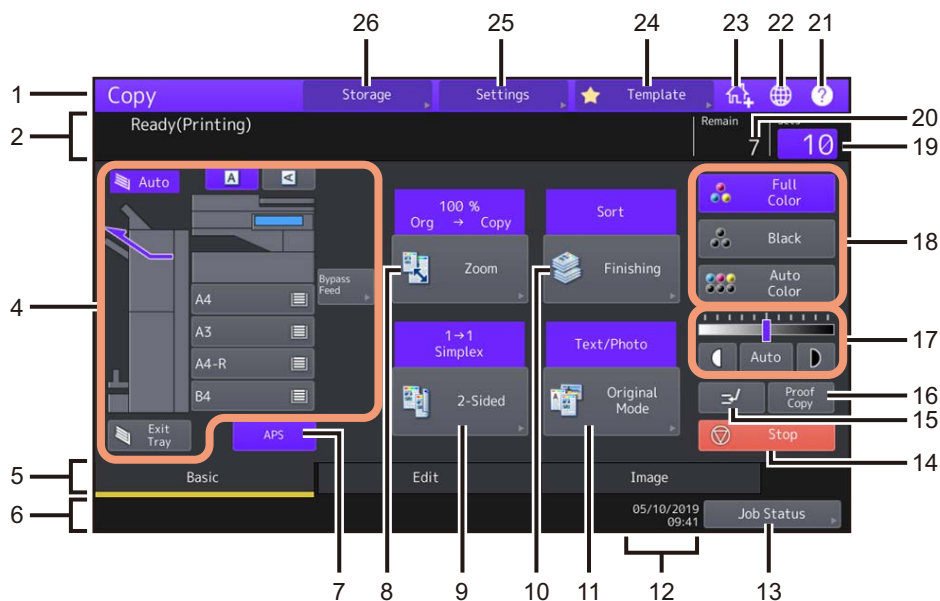 26
25
24
23
22
21
1
Copy
Storage
Settings
Template
?
2
Ready(Printing)
Remain
7
20
10
19
Auto
A
A
100 %
Org → Copy
Zoom
Sort
Finishing
Full
Color
Black
Auto
Color
18
4
Bypass
Feed
A4
A3
A4-R
B4
8
10
1→1
Simplex
2-Sided
Text/Photo
Original
Mode
Auto
17
Proof
Copy
16
15
Exit
Tray
APS
Stop
14
5
Basic
Edit
Image
6
05/10/2019
09:41
Job Status
7
8
9
10
11
12
13